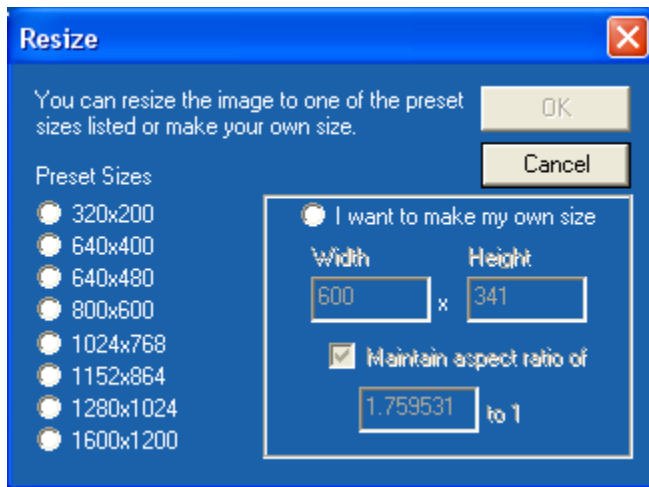 Resize
You can resize the image to one of the preset
sizes listed or make your own size.
OK
Cancel
Preset Sizes
320x200
640x400
640x480
800x600
1024x768
1152x864
1280x1024
1600x1200
I want to make my own size
Width Height
600 x 341
Maintain aspect ratio of
1.759531 to 1